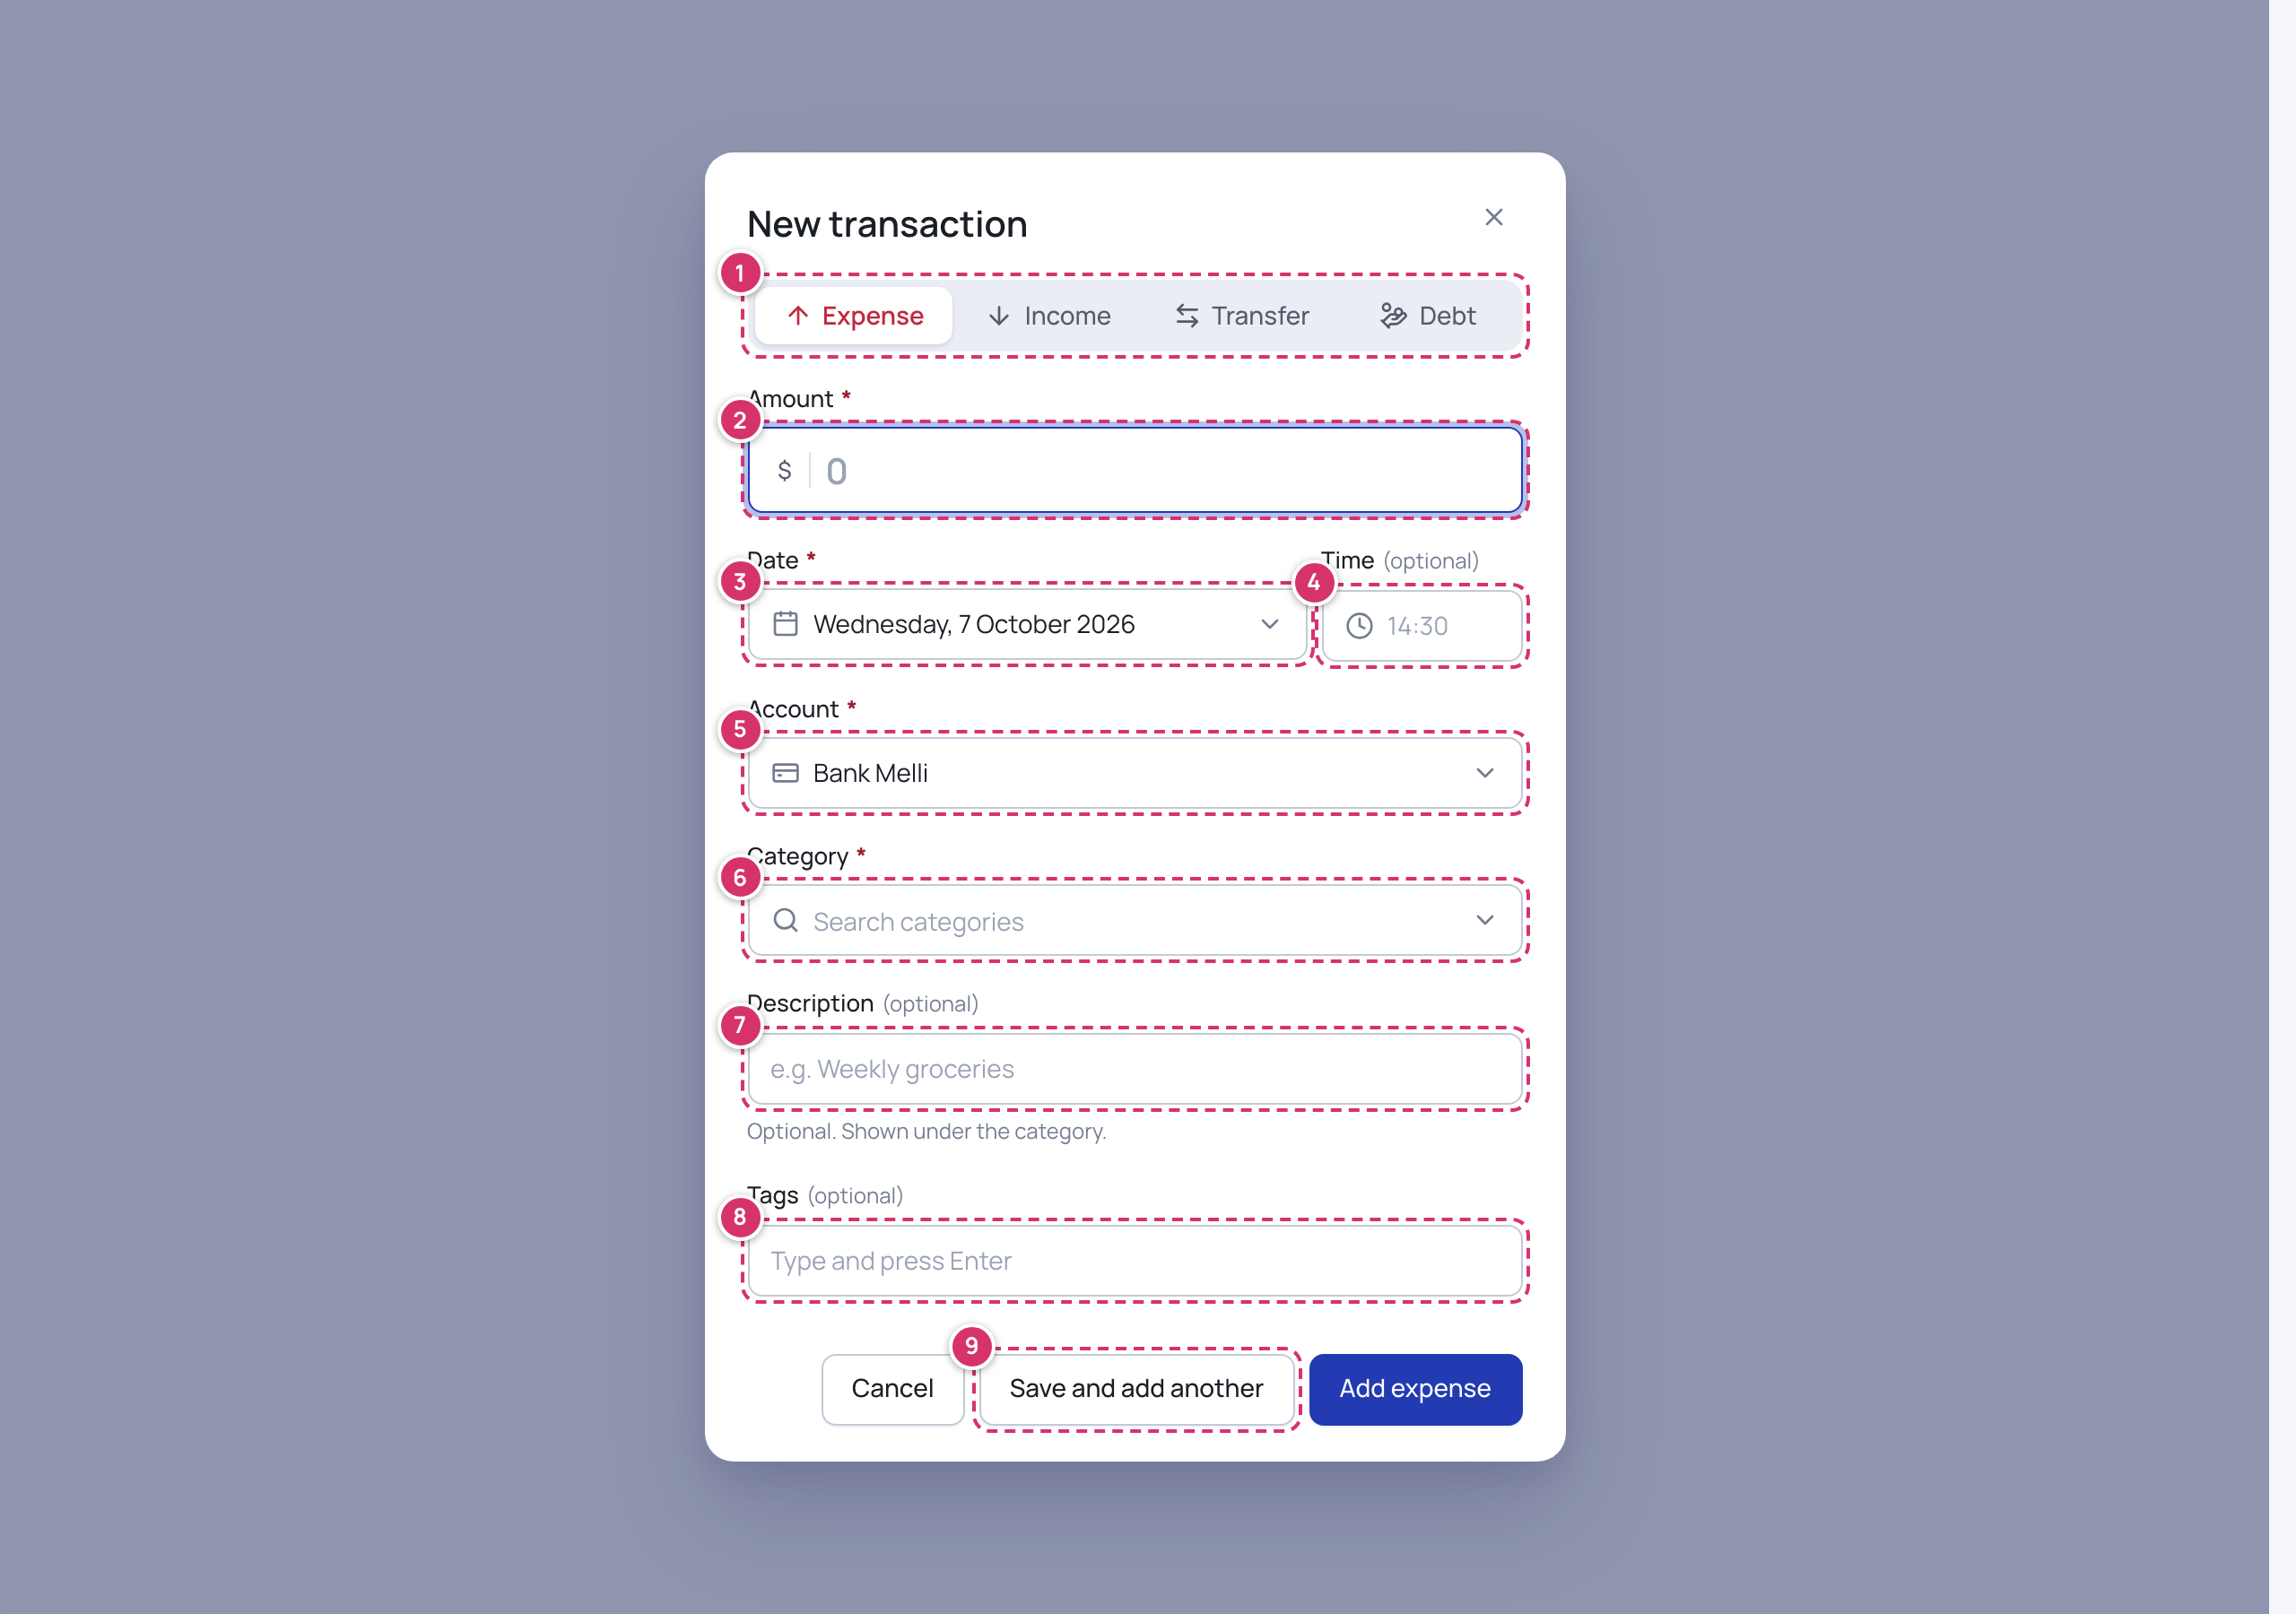 New transaction
1
Expense Income Transfer Debt
Amount *
2
$ 0
Date * Time (optional)
3 4
Wednesday, 7 October 2026 14:30
Account *
5
Bank Melli
Category *
6
Search categories
Description (optional)
7
e.g. Weekly groceries
Optional. Shown under the category.
Tags (optional)
8
Type and press Enter
9
Cancel Save and add another Add expense